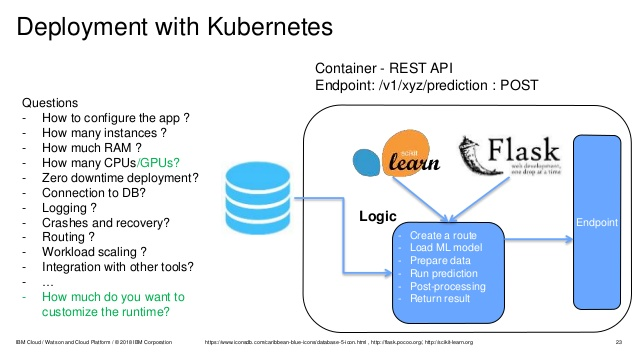 Deployment with Kubernetes
Container - REST API
Endpoint: /v1/xyz/prediction : POST
Questions
- How to configure the app ?
- How many instances ?
- How much RAM ?
- How many CPUs/GPUs?
- Zero downtime deployment?
- Connection to DB?
- Logging ?
- Crashes and recovery?
- Routing ?
- Workload scaling ?
- Integration with other tools?
- …
- How much do you want to
customize the runtime?
scikit
learn
Flask
web development,
one drop at a time
Logic
- Create a route
- Load ML model
- Prepare data
- Run prediction
- Post-processing
- Return result
Endpoint
IBM Cloud / Watson and Cloud Platform / © 2018 IBM Corporation
https://www.iconsdb.com/caribbean-blue-icons/database-5-icon.html , http://flask.pocoo.org/, http://scikit-learn.org
23